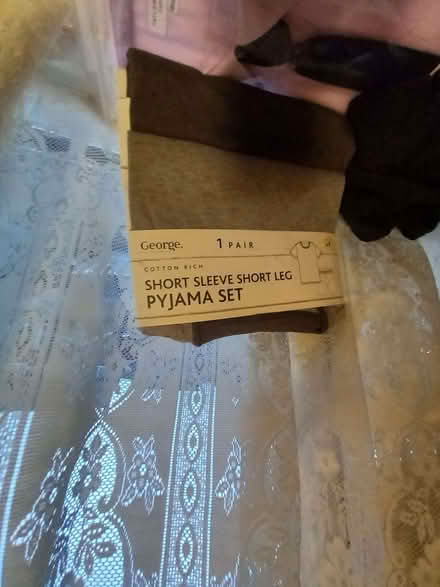 George.
1 PAIR
COTTON RICH
SHORT SLEEVE SHORT LEG
PYJAMA SET